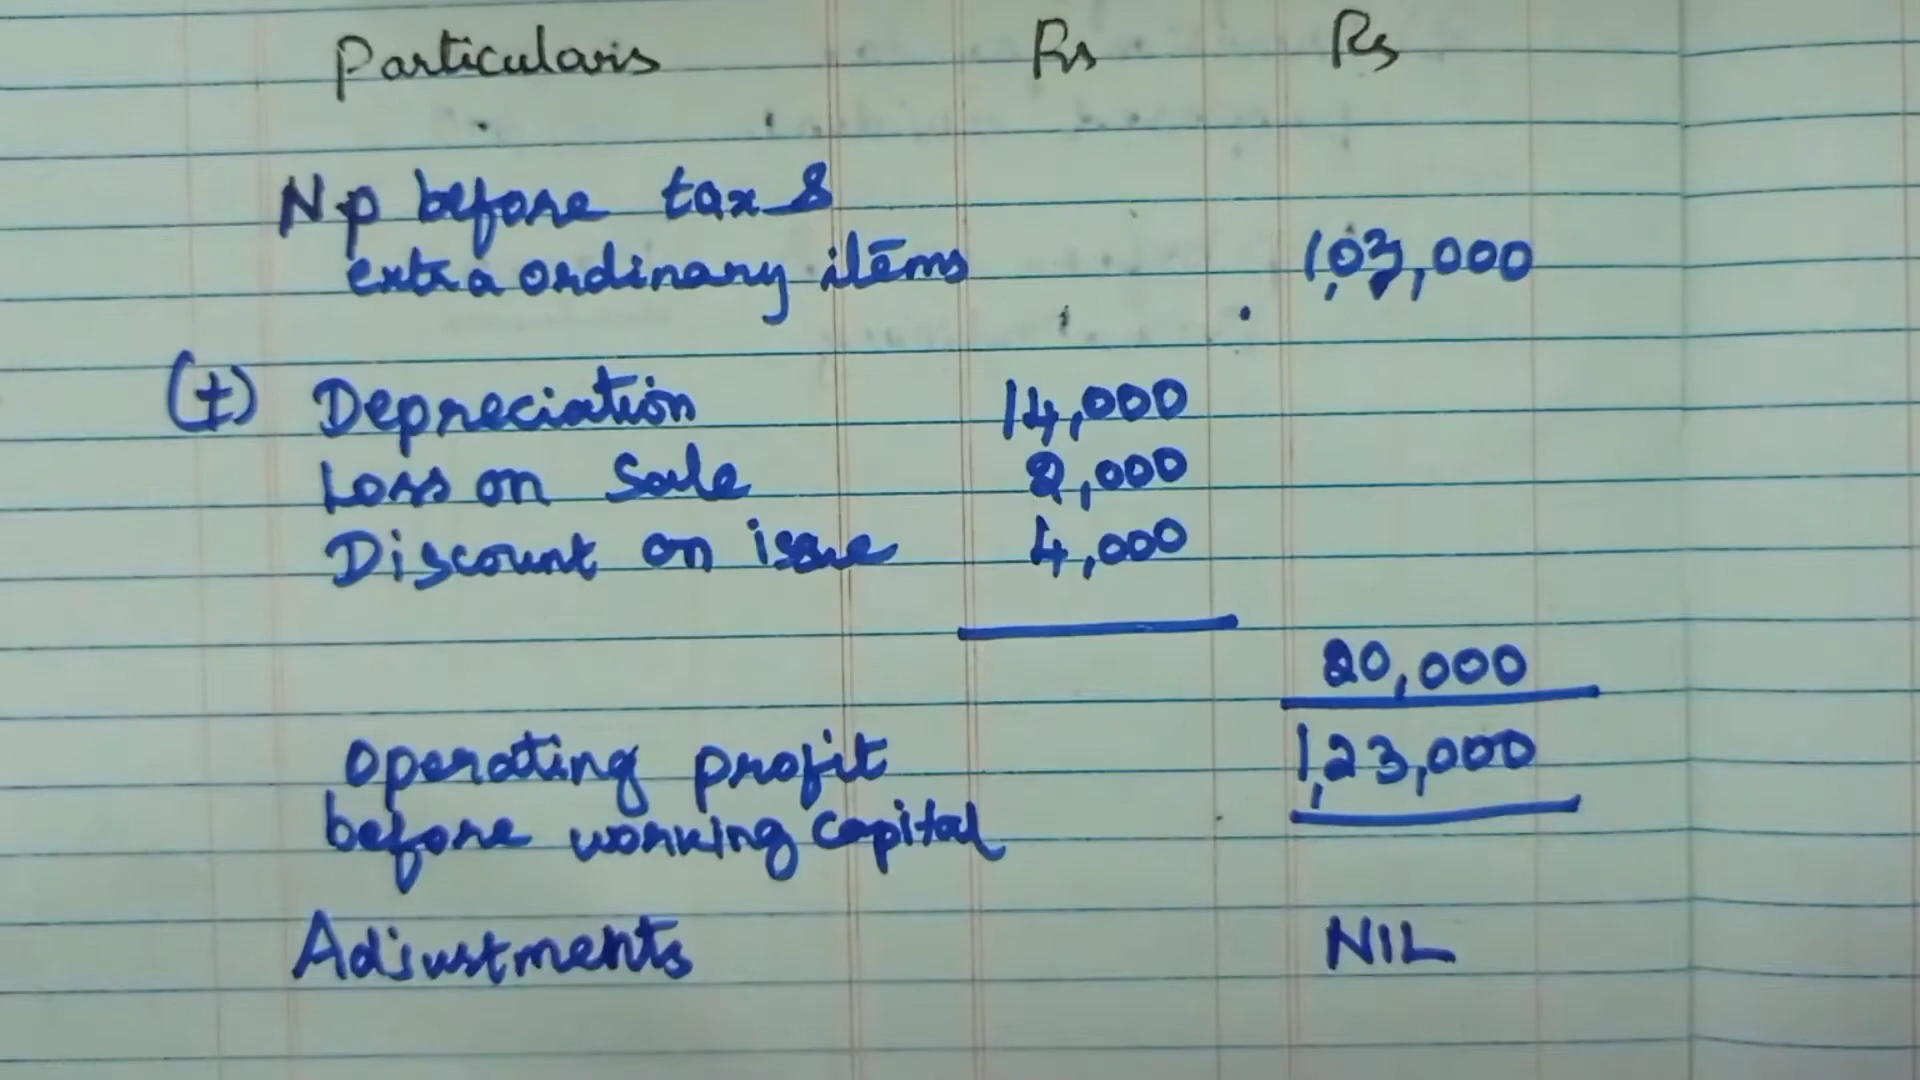 Particulars Rs Rs
N.p before tax &
extra ordinary items 1,03,000
(+) Depreciation 14,000
Loss on Sale 2,000
Discount on issue 4,000
20,000
Operating profit 1,23,000
before working capital
Adjustments NIL